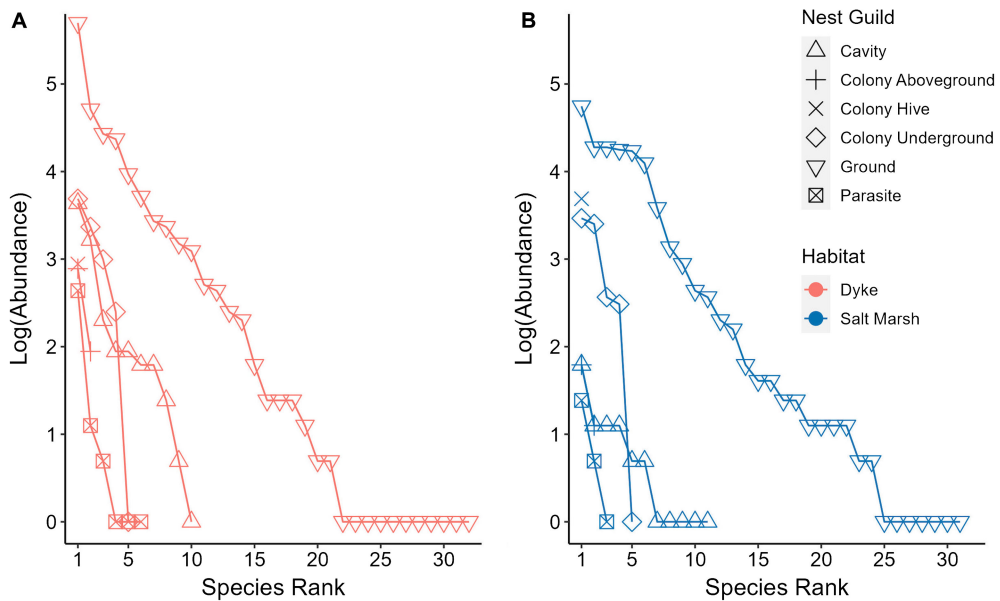 A
Log(Abundance)
5
4
3
2
1
0
1 5 10 15 20 25 30
Species Rank
B
Log(Abundance)
5
4
3
2
1
0
1 5 10 15 20 25 30
Species Rank
Nest Guild
Cavity
Colony Aboveground
Colony Hive
Colony Underground
Ground
Parasite
Habitat
Dyke
Salt Marsh